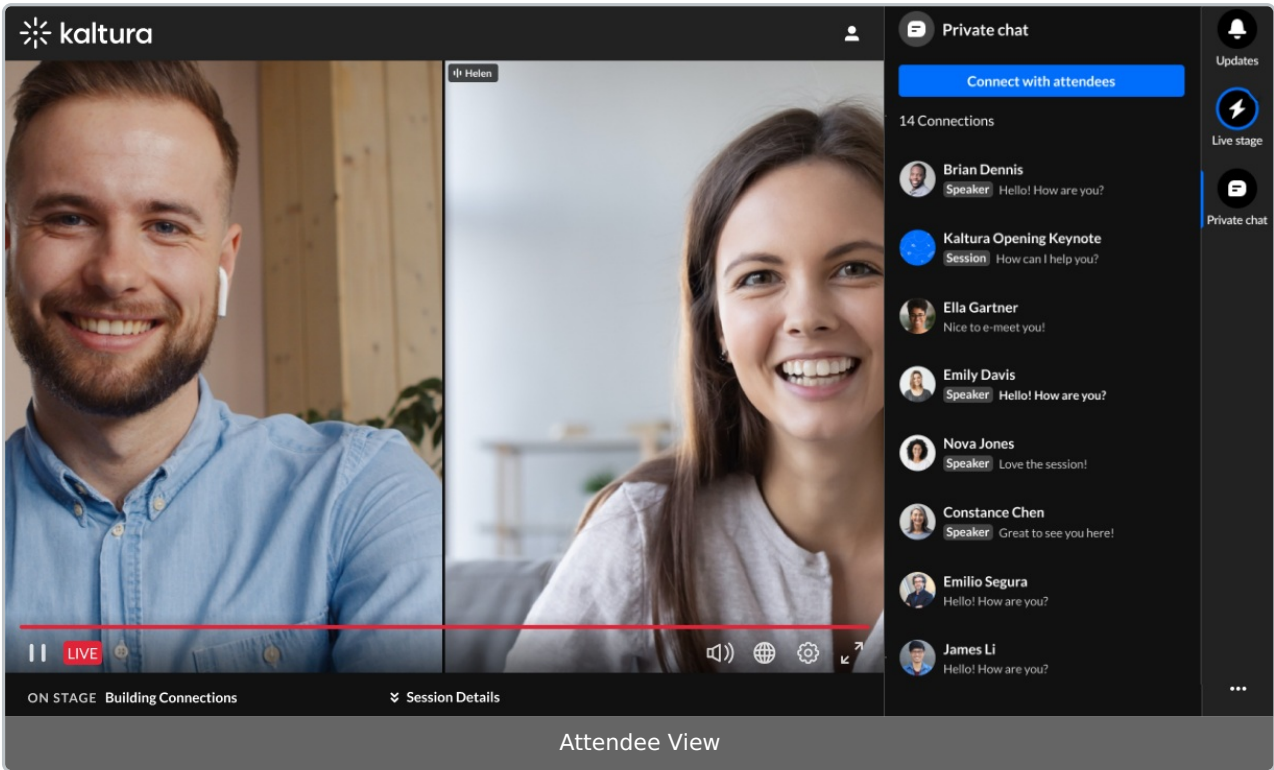 kaltura
Helen
LIVE
ON STAGE Building Connections
Session Details
Private chat
Connect with attendees
14 Connections
Brian Dennis
Speaker Hello! How are you?
Kaltura Opening Keynote
Session How can I help you?
Ella Gartner
Nice to e-meet you!
Emily Davis
Speaker Hello! How are you?
Nova Jones
Speaker Love the session!
Constance Chen
Speaker Great to see you here!
Emilio Segura
Hello! How are you?
James Li
Hello! How are you?
Updates
Live stage
Private chat
Attendee View